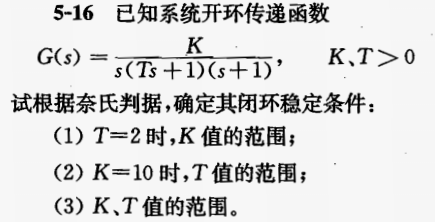 5-16 已知系统开环传递函数
G(s) = K / s(Ts+1)(s+1), K、T>0
试根据奈氏判据,确定其闭环稳定条件:
(1) T=2 时,K 值的范围;
(2) K=10 时,T 值的范围;
(3) K、T 值的范围。